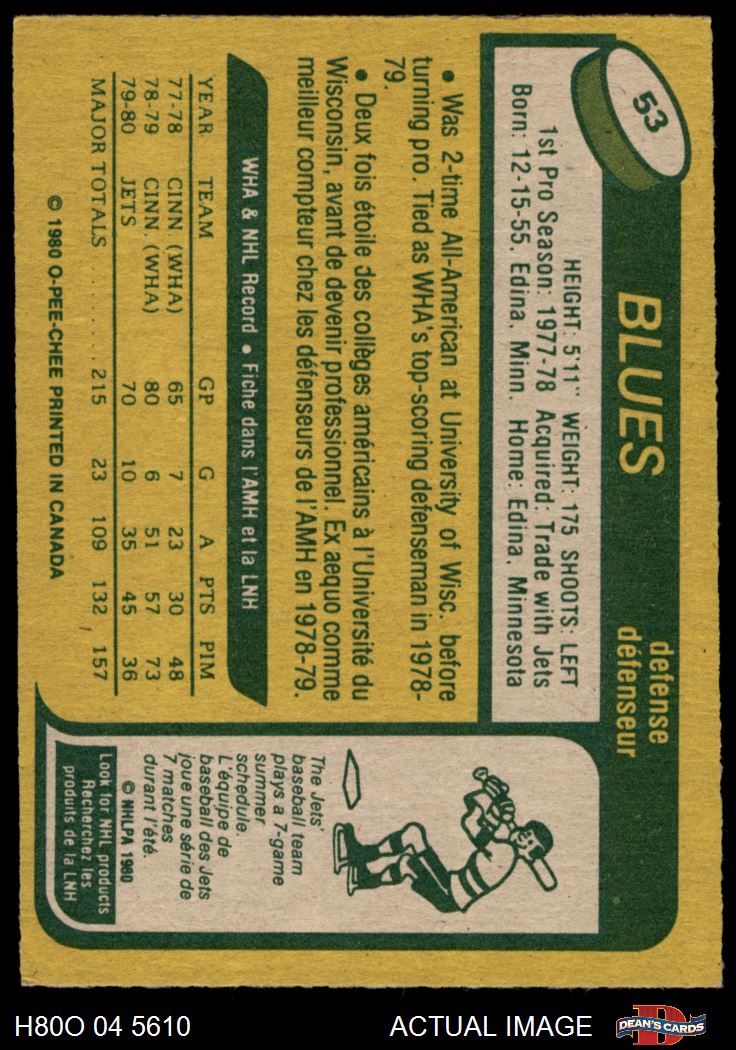 53
BLUES
defense
défenseur
HEIGHT: 5'11" WEIGHT: 175 SHOOTS: LEFT
1st Pro Season: 1977-78 Acquired: Trade with Jets
Born: 12-15-55, Edina, Minn. Home: Edina, Minnesota
• Was 2-time All-American at University of Wisc. before
turning pro. Tied as WHA's top-scoring defenseman in 1978-
79.
• Deux fois étoile des collèges américains à l'Université du
Wisconsin, avant de devenir professionnel. Ex aequo comme
meilleur compteur chez les défenseurs de l'AMH en 1978-79.
WHA & NHL Record • Fiche dans l'AMH et la LNH
YEAR TEAM GP G A PTS PIM
77-78 CINN. (WHA) 65 7 23 30 48
78-79 CINN. (WHA) 80 6 51 57 73
79-80 JETS 70 10 35 45 36
MAJOR TOTALS . . . . . . . . 215 23 109 132 157
© 1980 O-PEE-CHEE PRINTED IN CANADA
The Jets'
baseball team
plays a 7-game
summer
schedule.
L'équipe de
baseball des Jets
joue une série de
7 matches
durant l'été.
© NHLPA 1980
Look for NHL products
Recherchez les
produits de la LNH
H80O 04 5610
ACTUAL IMAGE
D
DEAN'S CARDS